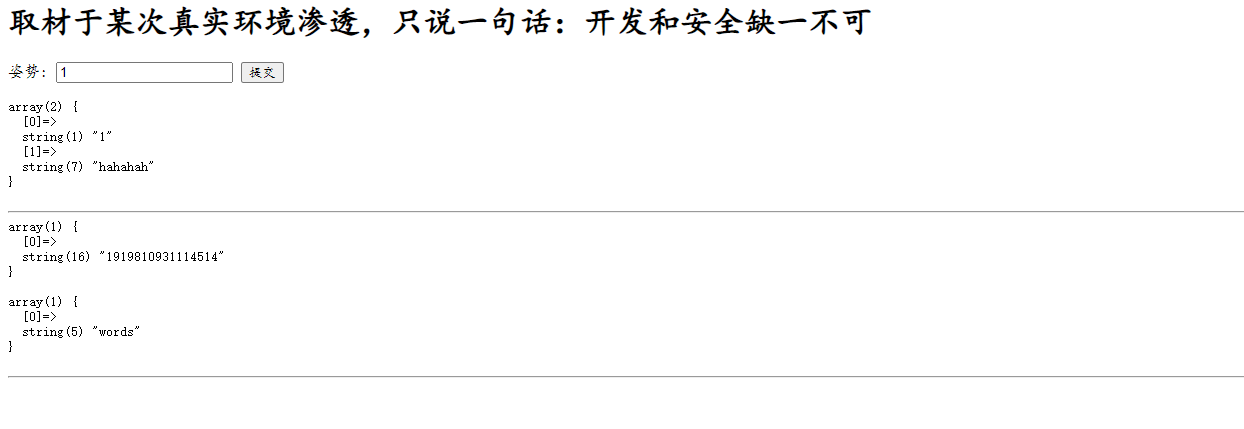 取材于某次真实环境渗透，只说一句话：开发和安全缺一不可
姿势: 1 提交
array(2) {
  [0]=>
  string(1) "1"
  [1]=>
  string(7) "hahahah"
}
array(1) {
  [0]=>
  string(16) "1919810931114514"
}
array(1) {
  [0]=>
  string(5) "words"
}